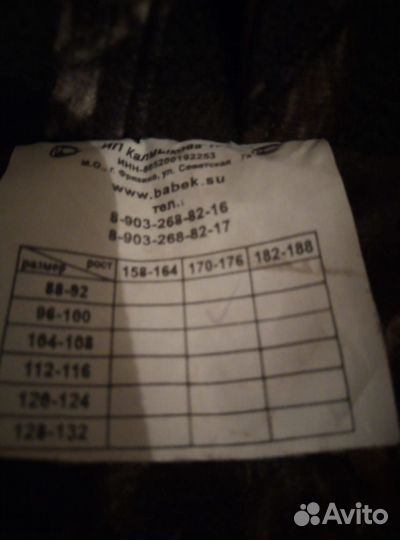 ИП Калмыкова
ИНН-505200192253
М.О., г. Фрязино, ул. Советская
www.babek.su
тел.:
8-903-268-82-16
8-903-268-82-17
размер рост 158-164 170-176 182-188
88-92
96-100
104-108
112-116
120-124
128-132
Avito